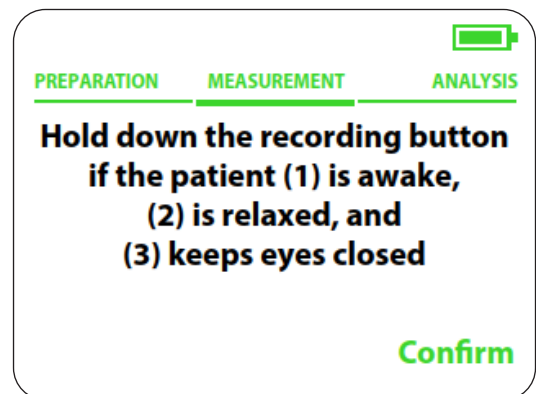 PREPARATION MEASUREMENT ANALYSIS
Hold down the recording button
if the patient (1) is awake,
(2) is relaxed, and
(3) keeps eyes closed
Confirm